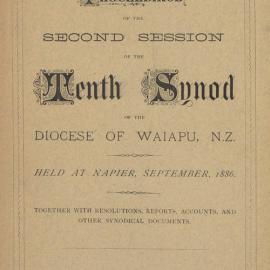 PROCEEDINGS
OF THE
SECOND SESSION
OF THE
Tenth Synod
OF THE
DIOCESE OF WAIAPU, N.Z.
HELD AT NAPIER, SEPTEMBER, 1886.
TOGETHER WITH RESOLUTIONS, REPORTS, ACCOUNTS, AND
OTHER SYNODICAL DOCUMENTS.